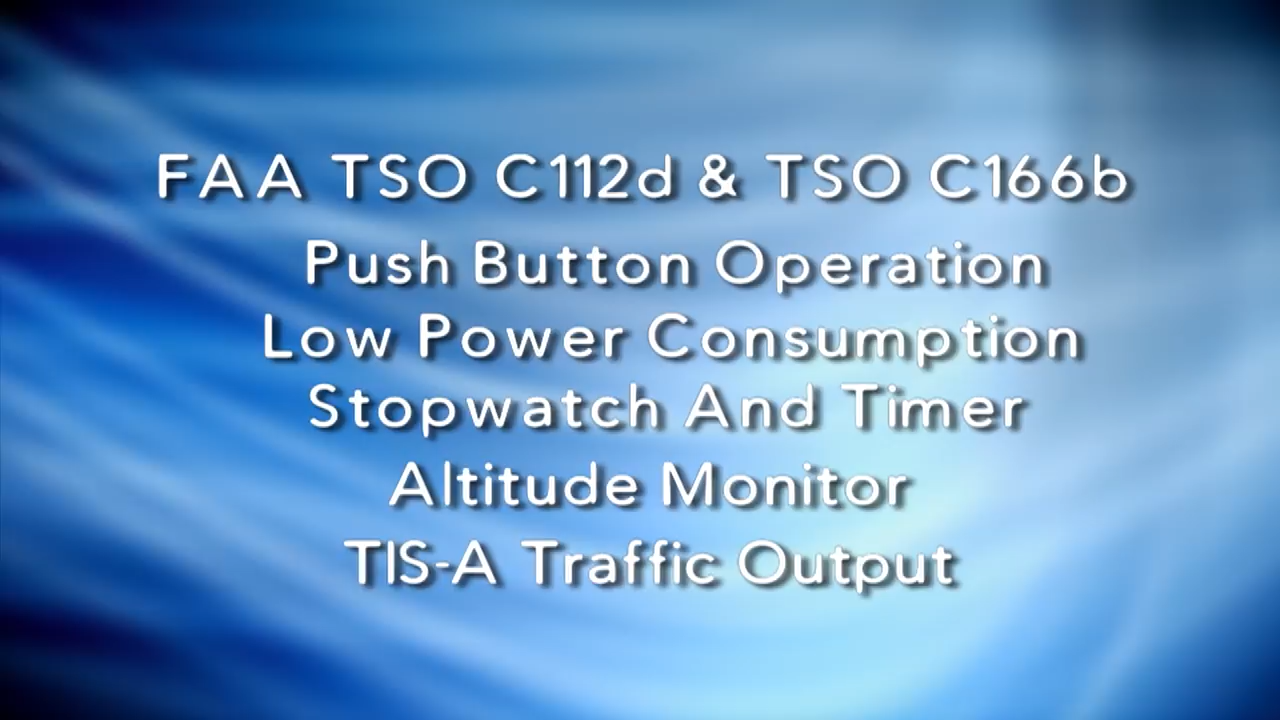 FAA TSO C112d & TSO C166b
Push Button Operation
Low Power Consumption
Stopwatch And Timer
Altitude Monitor
TIS-A Traffic Output